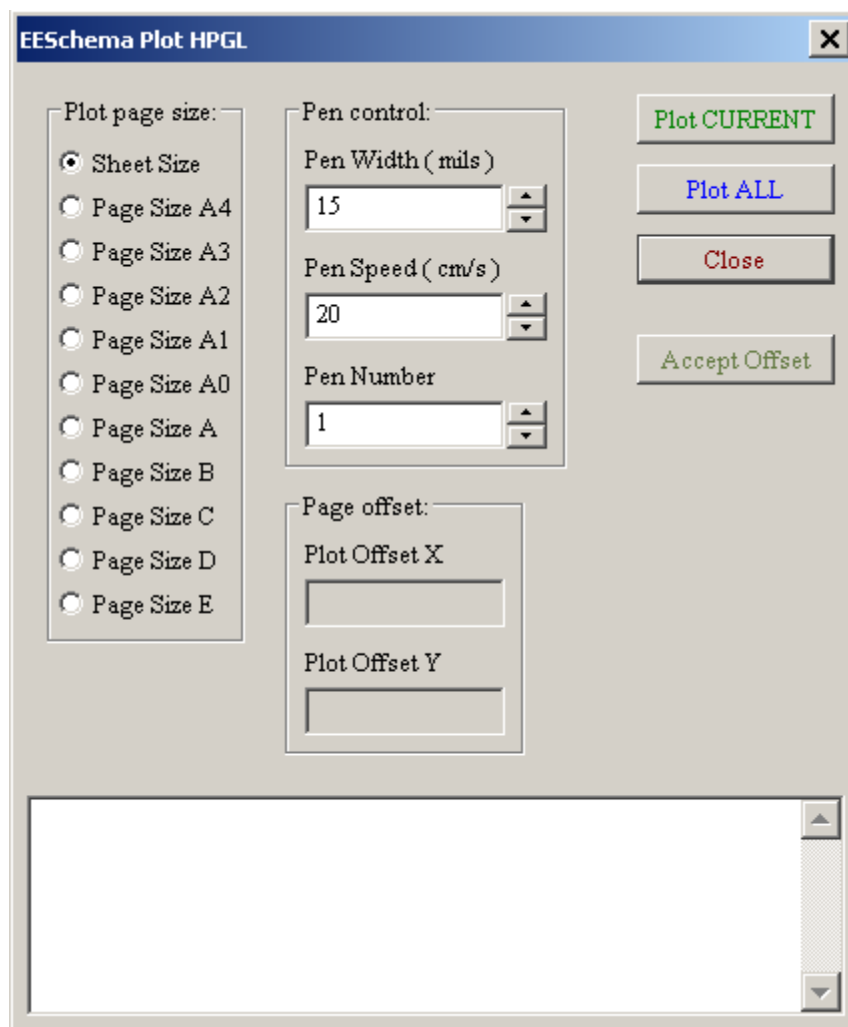 EESchema Plot HPGL
Plot page size:
Sheet Size
Page Size A4
Page Size A3
Page Size A2
Page Size A1
Page Size A0
Page Size A
Page Size B
Page Size C
Page Size D
Page Size E
Pen control:
Pen Width ( mils )
15
Pen Speed ( cm/s )
20
Pen Number
1
Page offset:
Plot Offset X
Plot Offset Y
Plot CURRENT
Plot ALL
Close
Accept Offset